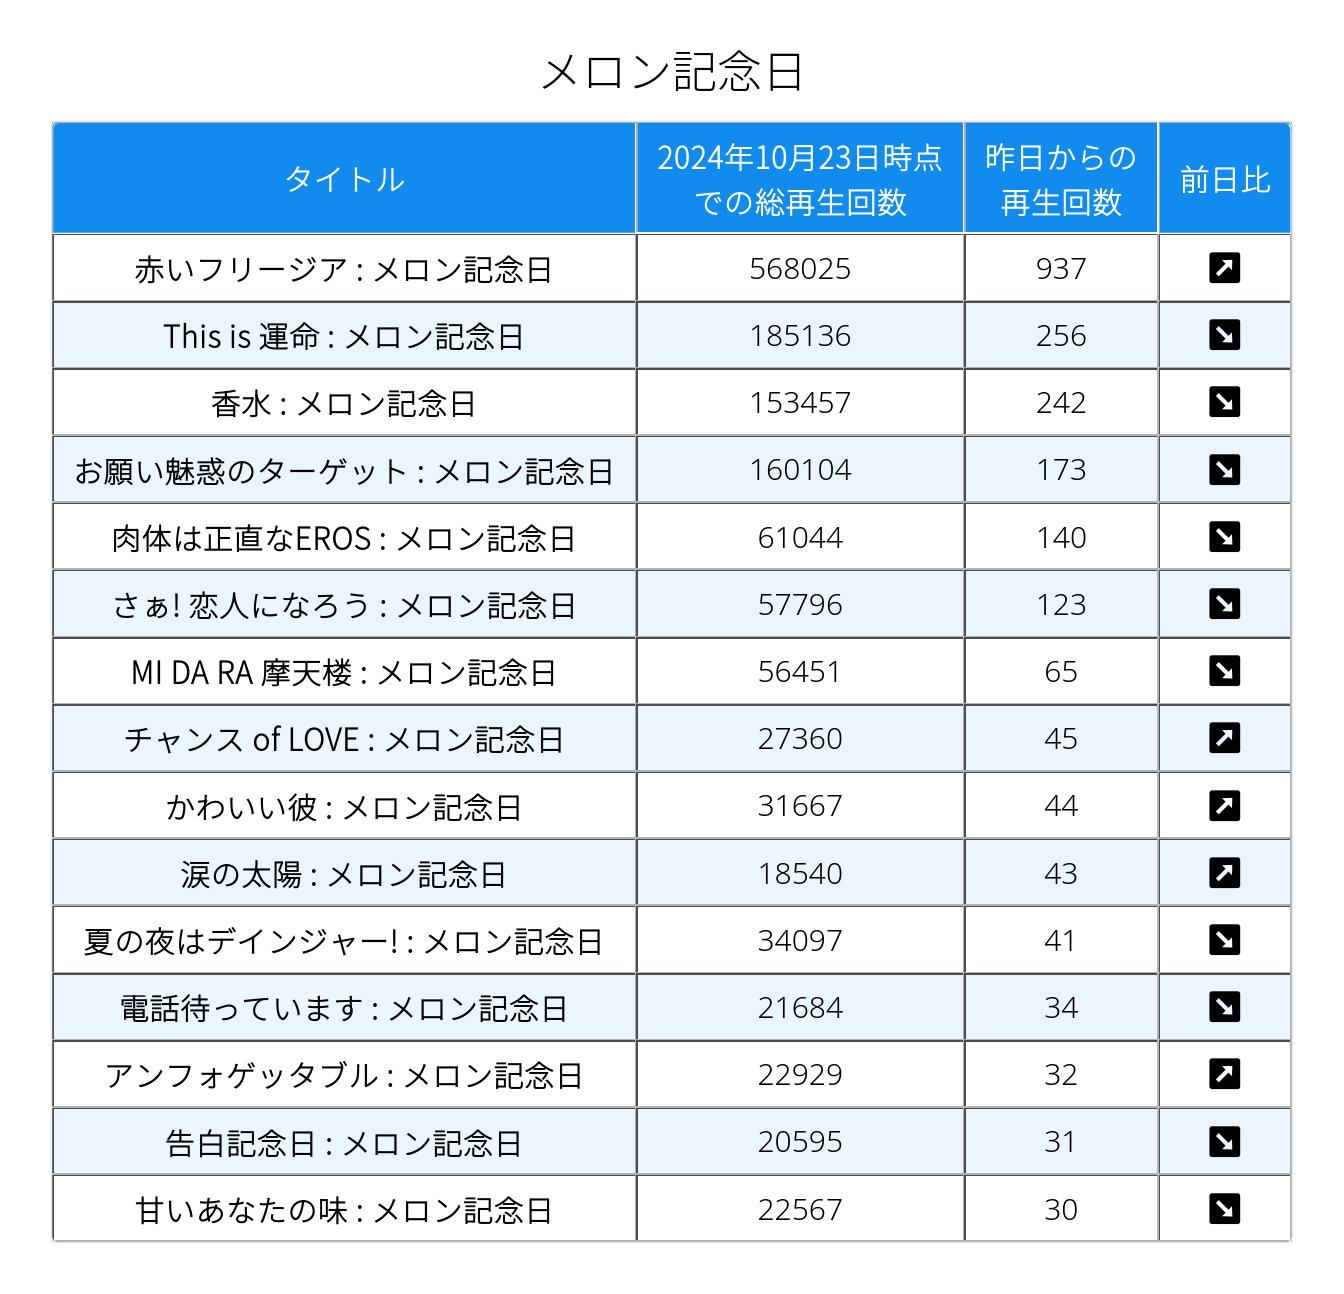 メロン記念日
タイトル 2024年10月23日時点での総再生回数 昨日からの再生回数 前日比
赤いフリージア : メロン記念日 568025 937 ↗
This is 運命 : メロン記念日 185136 256 ↘
香水 : メロン記念日 153457 242 ↘
お願い魅惑のターゲット : メロン記念日 160104 173 ↘
肉体は正直なEROS : メロン記念日 61044 140 ↘
さぁ! 恋人になろう : メロン記念日 57796 123 ↘
MI DA RA 摩天楼 : メロン記念日 56451 65 ↘
チャンス of LOVE : メロン記念日 27360 45 ↗
かわいい彼 : メロン記念日 31667 44 ↗
涙の太陽 : メロン記念日 18540 43 ↗
夏の夜はデインジャー! : メロン記念日 34097 41 ↘
電話待っています : メロン記念日 21684 34 ↘
アンフォゲッタブル : メロン記念日 22929 32 ↗
告白記念日 : メロン記念日 20595 31 ↘
甘いあなたの味 : メロン記念日 22567 30 ↘